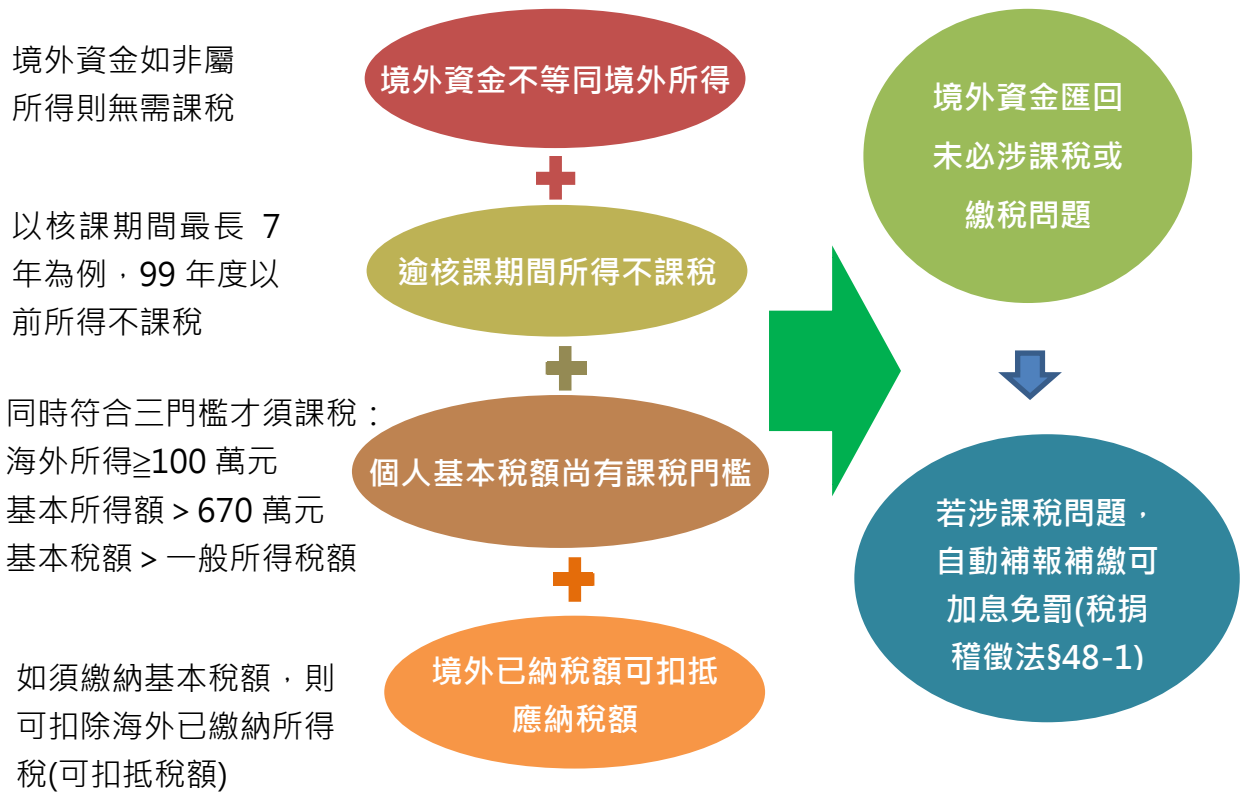 境外資金如非屬
所得則無需課稅
境外資金不等同境外所得
以核課期間最長 7
年為例，99 年度以
前所得不課稅
逾核課期間所得不課稅
同時符合三門檻才須課稅：
海外所得≧100 萬元
基本所得額 > 670 萬元
基本稅額 > 一般所得稅額
個人基本稅額尚有課稅門檻
如須繳納基本稅額，則
可扣除海外已繳納所得
稅(可扣抵稅額)
境外已納稅額可扣抵
應納稅額
境外資金匯回
未必涉課稅或
繳稅問題
若涉課稅問題，
自動補報補繳可
加息免罰(稅捐
稽徵法§48-1)